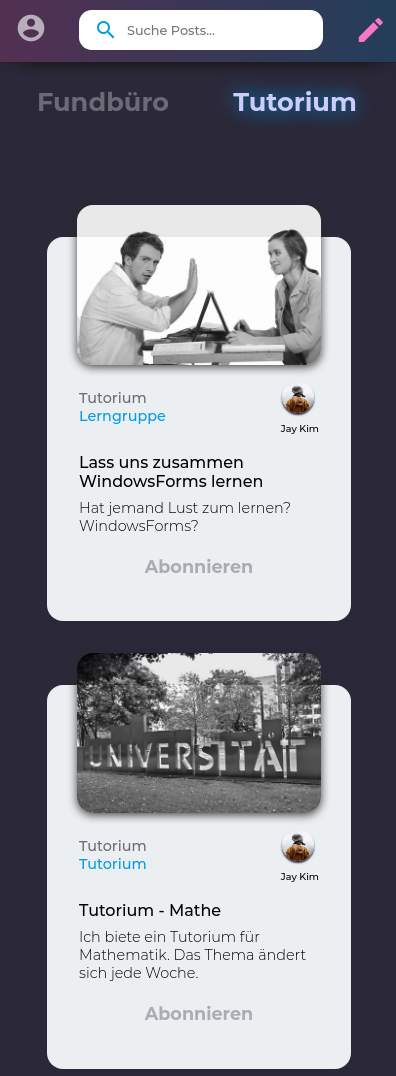 Suche Posts...
Fundbüro Tutorium
Tutorium
Lerngruppe
Jay Kim
Lass uns zusammen
WindowsForms lernen
Hat jemand Lust zum lernen?
WindowsForms?
Abonnieren
UNIVERSITÄT
Tutorium
Tutorium
Jay Kim
Tutorium - Mathe
Ich biete ein Tutorium für
Mathematik. Das Thema ändert
sich jede Woche.
Abonnieren